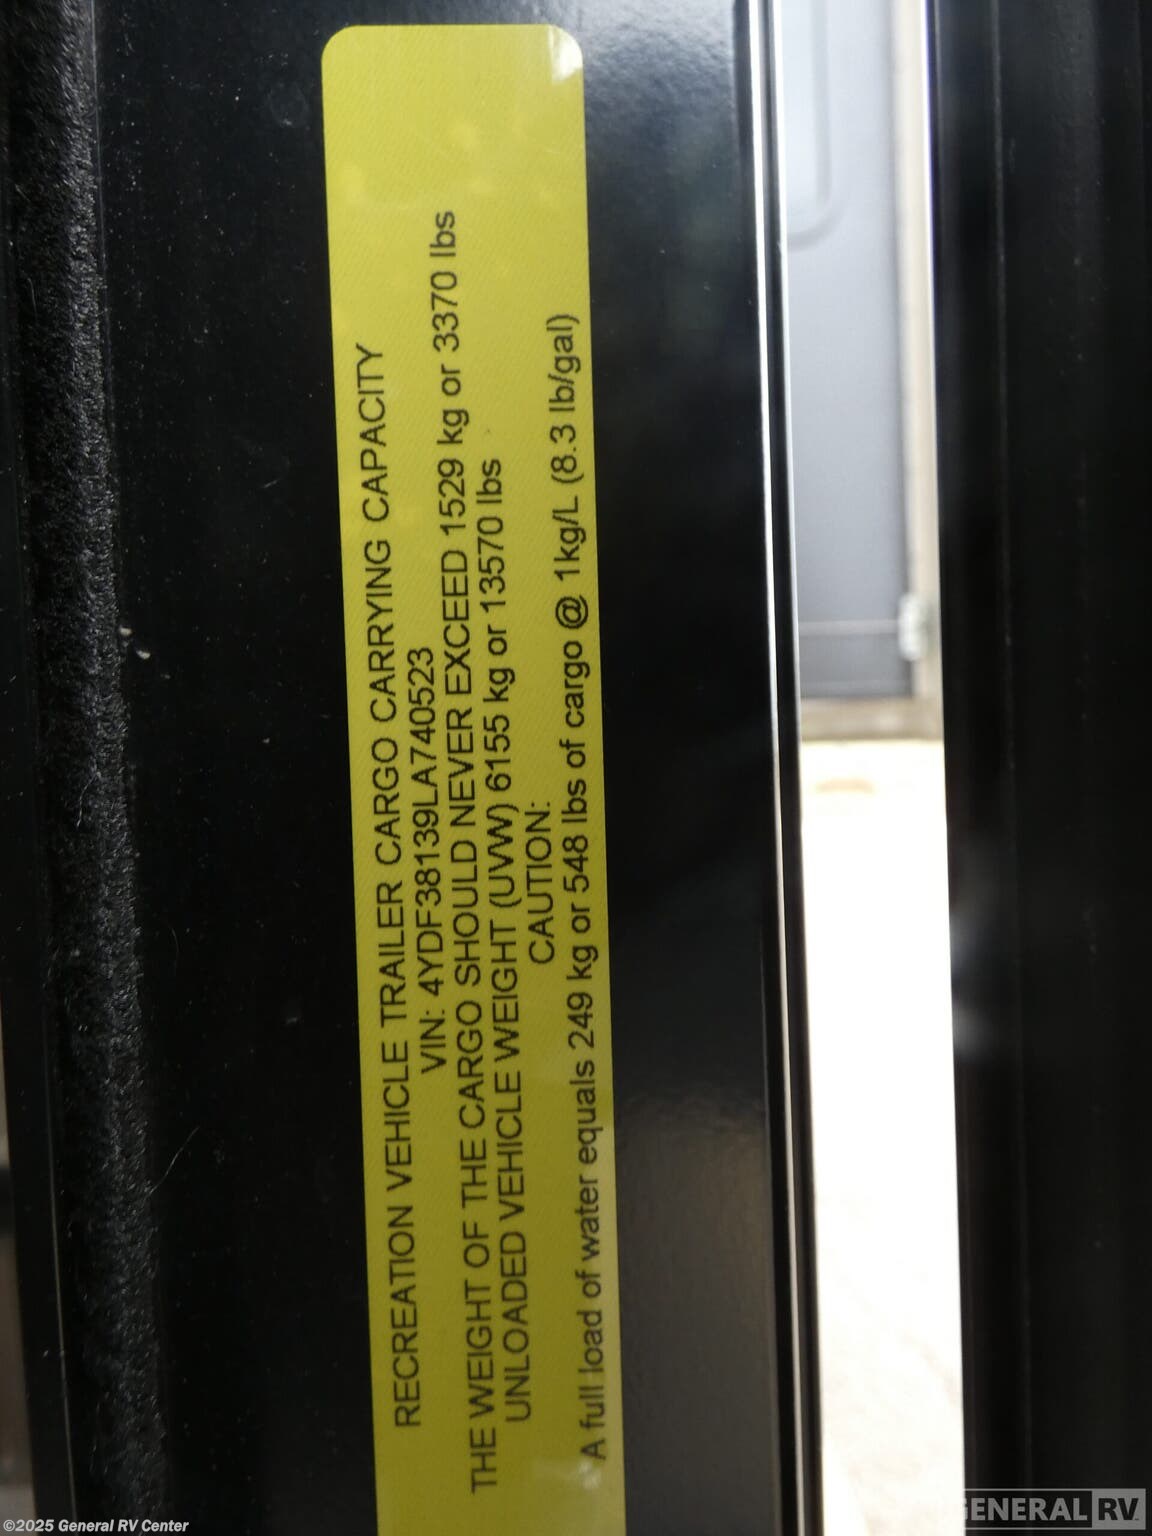 RECREATION VEHICLE TRAILER CARGO CARRYING CAPACITY
VIN: 4YDF38139LA740523
THE WEIGHT OF THE CARGO SHOULD NEVER EXCEED 1529 kg or 3370 lbs
UNLOADED VEHICLE WEIGHT (UVW) 6155 kg or 13570 lbs
CAUTION:
A full load of water equals 249 kg or 548 lbs of cargo @ 1kg/L (8.3 lb/gal)
©2025 General RV Center
GENERAL RV